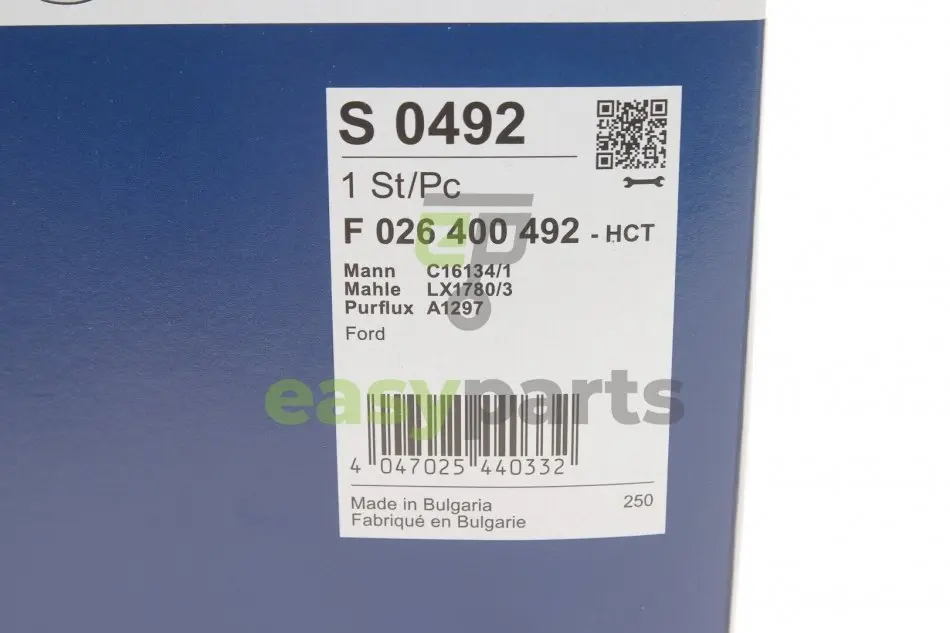 S 0492
1 St/Pc
F 026 400 492 - HCT
Mann C16134/1
Mahle LX1780/3
Purflux A1297
Ford
easyparts
4 047025 440332
Made in Bulgaria 250
Fabriqué en Bulgarie